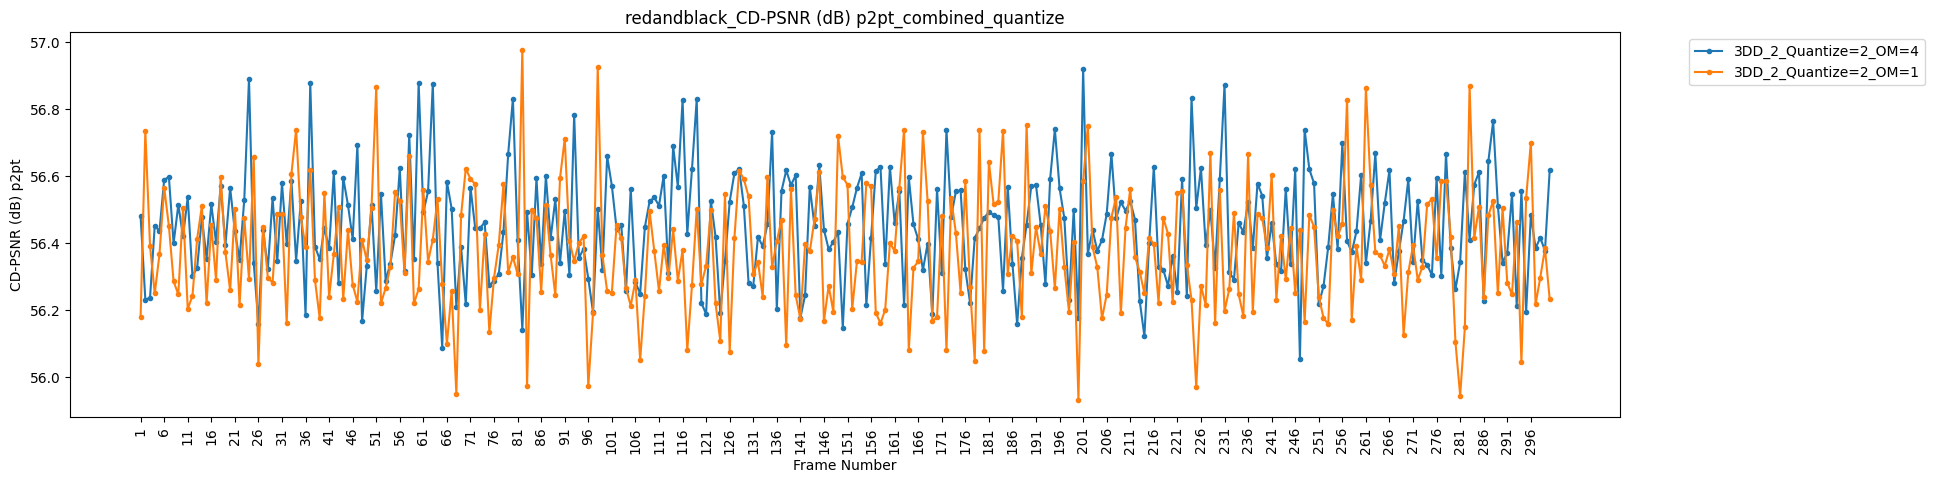 redandblack_CD-PSNR (dB) p2pt_combined_quantize
CD-PSNR (dB) p2pt
57.0
56.8
56.6
56.4
56.2
56.0
1 6 11 16 21 26 31 36 41 46 51 56 61 66 71 76 81 86 91 96 101 106 111 116 121 126 131 136 141 146 151 156 161 166 171 176 181 186 191 196 201 206 211 216 221 226 231 236 241 246 251 256 261 266 271 276 281 286 291 296
Frame Number
3DD_2_Quantize=2_OM=4
3DD_2_Quantize=2_OM=1